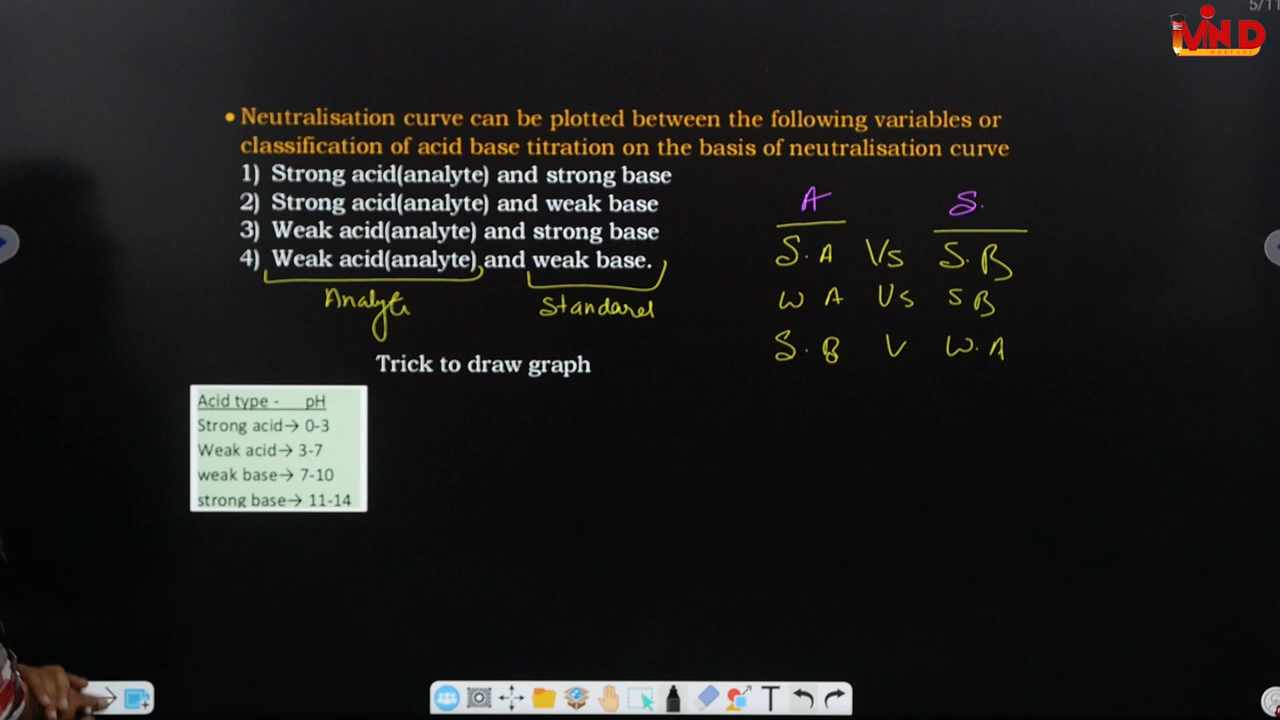 5/11
MIND
NURTURE
• Neutralisation curve can be plotted between the following variables or
classification of acid base titration on the basis of neutralisation curve
1) Strong acid(analyte) and strong base
2) Strong acid(analyte) and weak base
3) Weak acid(analyte) and strong base
4) Weak acid(analyte) and weak base.
Analyte Standard
A S.
S. A Vs S. B
W A Vs S B
S. B V W. A
Trick to draw graph
Acid type - pH
Strong acid→ 0-3
Weak acid→ 3-7
weak base→ 7-10
strong base→ 11-14
T